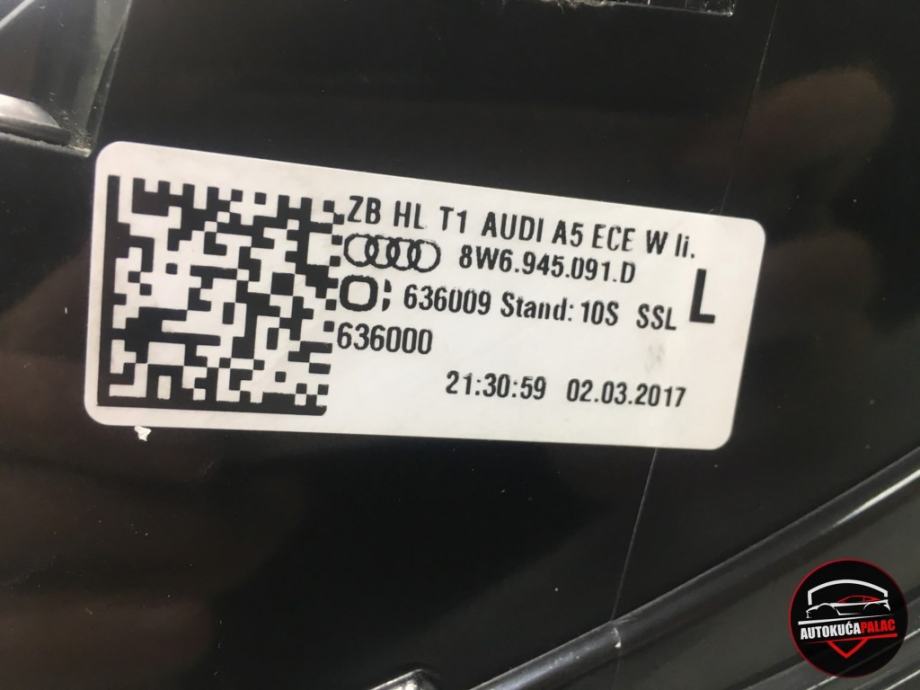 ZB HL T1 AUDI A5 ECE W li.
8W6.945.091.D
636009 Stand: 10S SSL L
636000
21:30:59 02.03.2017
AUTOKUĆAPALAC